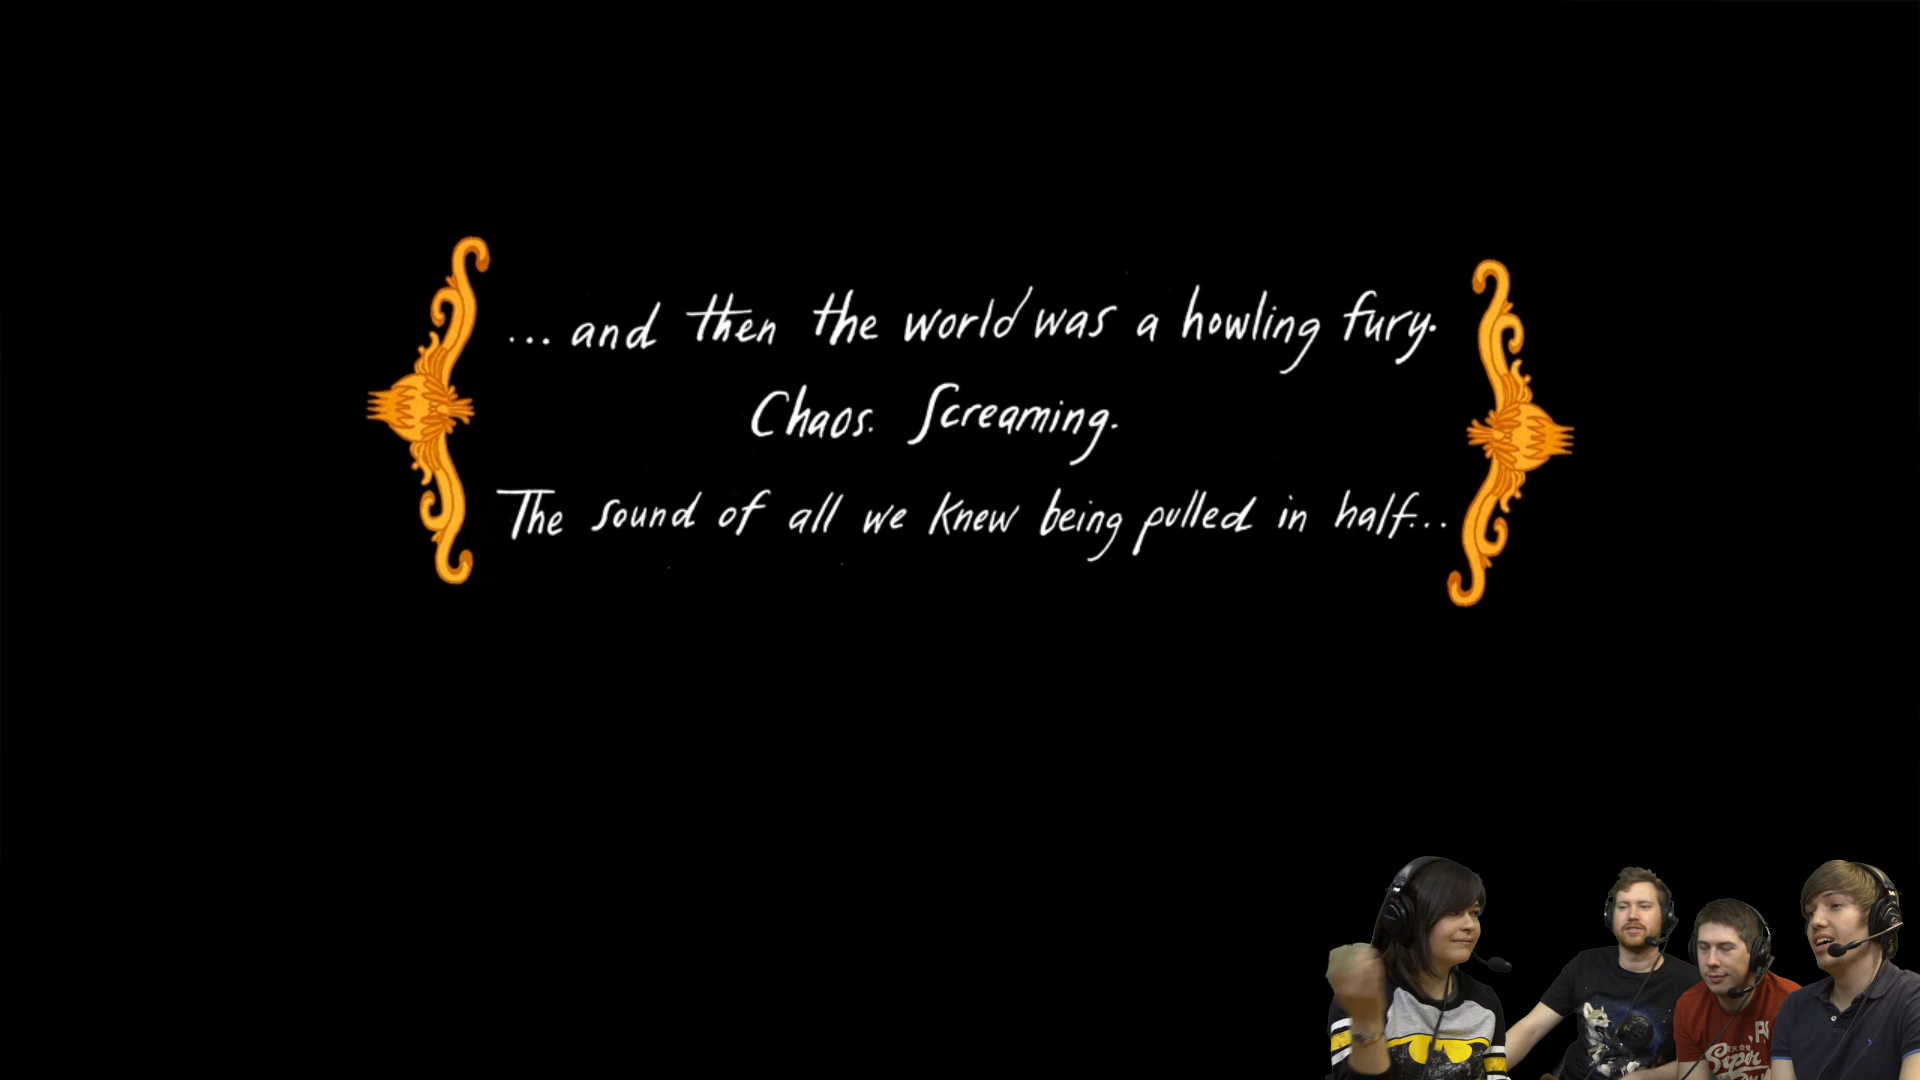 ...and then the world was a howling fury.
Chaos. Screaming.
The sound of all we knew being pulled in half...